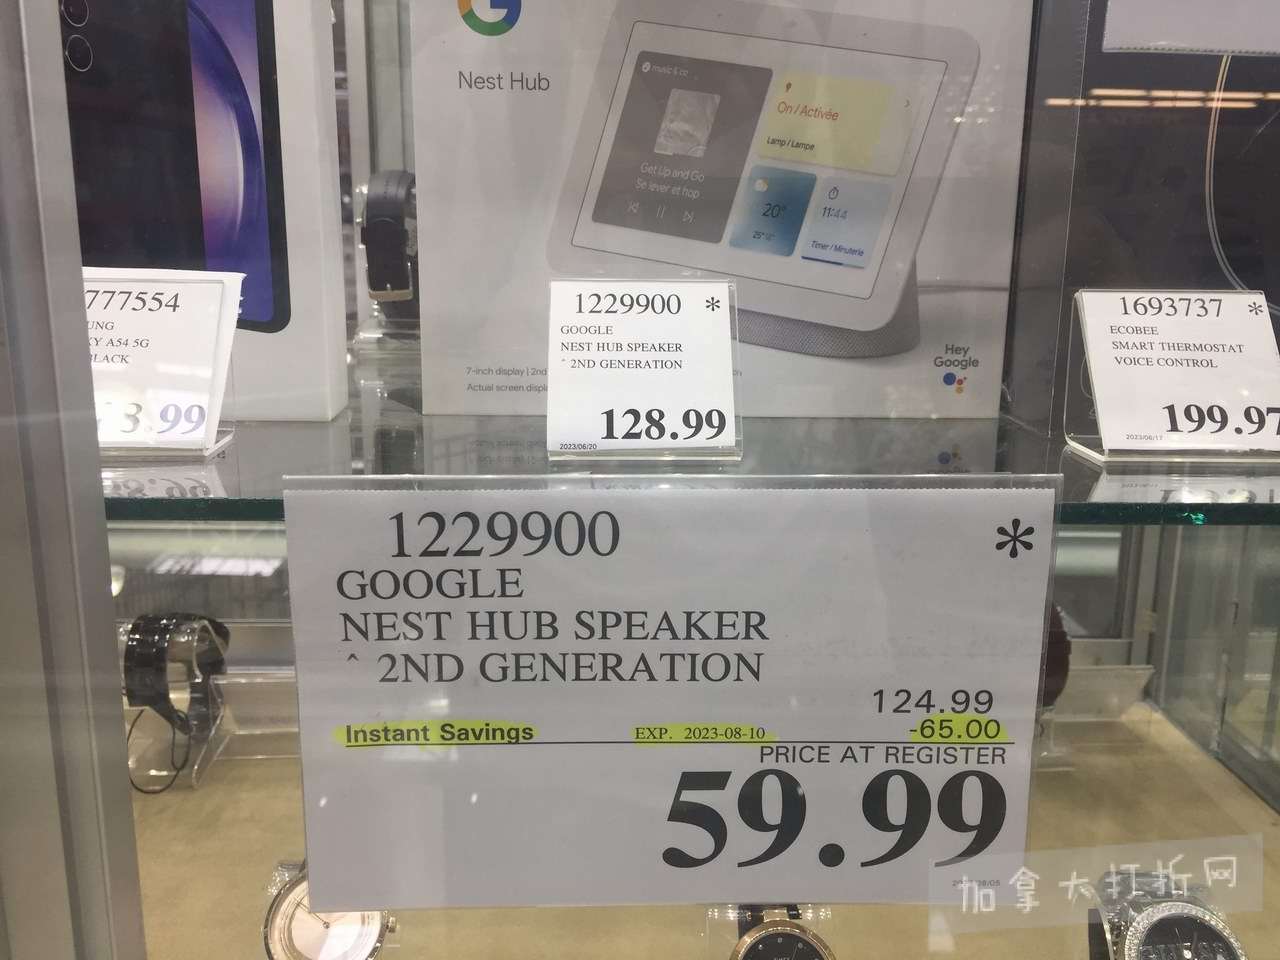 Nest Hub
music & co
Get Up and Go
Se lever et hop
On / Activée
Lamp / Lampe
20°
11:44
Timer / Minuterie
777554
UNG
XY A54 5G
BLACK
3.99
7-inch display | 2nd
Actual screen displ
Hey
Google
1229900 *
GOOGLE
NEST HUB SPEAKER
^ 2ND GENERATION
128.99
2023/06/20
1693737 *
ECOBEE
SMART THERMOSTAT
VOICE CONTROL
199.97
2023/06/17
1229900 *
GOOGLE
NEST HUB SPEAKER
^ 2ND GENERATION
124.99
Instant Savings EXP. 2023-08-10 -65.00
PRICE AT REGISTER
59.99
加拿大打折网